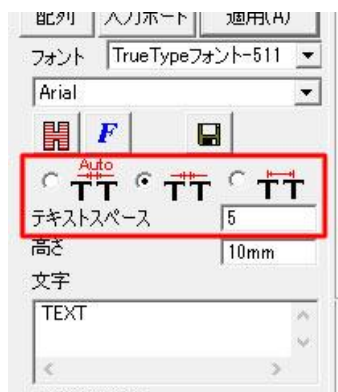 配列 入力ポート 適用(A)
フォント TrueTypeフォント-511
Arial
F
Auto
TT TT TT
テキストスペース 5
高さ 10mm
文字
TEXT